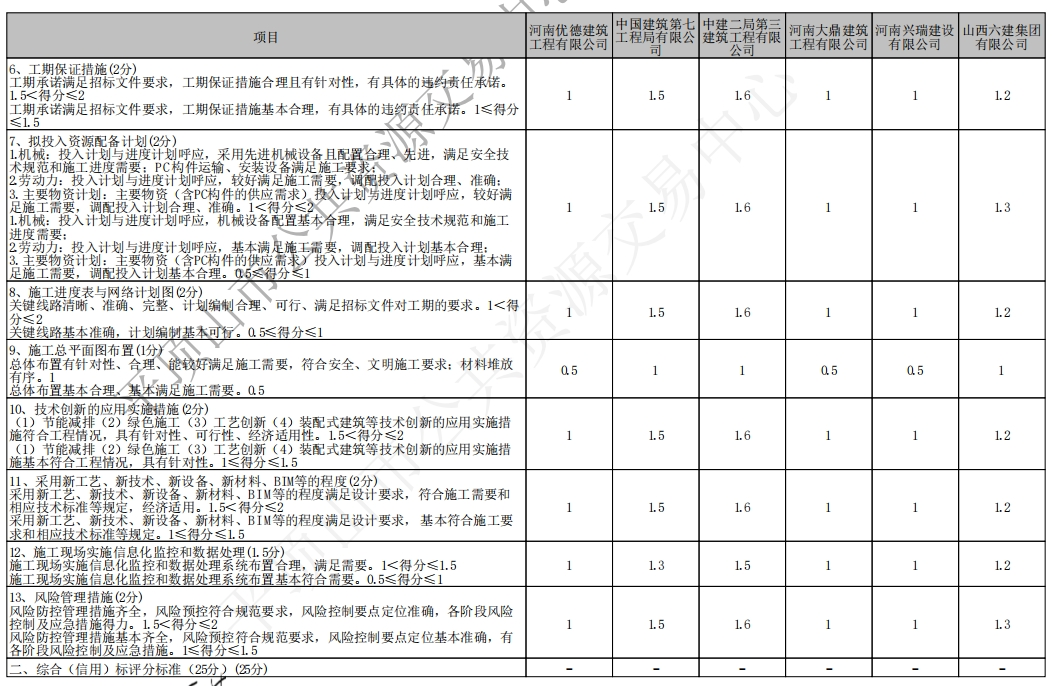 项目
河南优德建筑工程有限公司
中国建筑第七工程局有限公司
中建二局第三建筑工程有限公司
河南大鼎建筑工程有限公司
河南兴瑞建设有限公司
山西六建集团有限公司
6、工期保证措施(2分)
工期承诺满足招标文件要求，工期保证措施合理且有针对性，有具体的违约责任承诺。
1.5<得分≤2
工期承诺满足招标文件要求，工期保证措施基本合理，有具体的违约责任承诺。1≤得分
≤1.5
1 1.5 1.6 1 1 1.2
7、拟投入资源配备计划(2分)
1.机械：投入计划与进度计划呼应，采用先进机械设备且配置合理、先进，满足安全技
术规范和施工进度需要；PC构件运输、安装设备满足施工要求；
2.劳动力：投入计划与进度计划呼应，较好满足施工需要，调配投入计划合理、准确；
3.主要物资计划：主要物资（含PC构件的供应需求）投入计划与进度计划呼应，较好满
足施工需要，调配投入计划合理、准确。1<得分≤2
1.机械：投入计划与进度计划呼应，机械设备配置基本合理，满足安全技术规范和施工
进度需要；
2.劳动力：投入计划与进度计划呼应，基本满足施工需要，调配投入计划基本合理；
3.主要物资计划：主要物资（含PC构件的供应需求）投入计划与进度计划呼应，基本满
足施工需要，调配投入计划基本合理。0.5≤得分≤1
1 1.5 1.6 1 1 1.3
8、施工进度表与网络计划图(2分)
关键线路清晰、准确、完整、计划编制合理、可行、满足招标文件对工期的要求。1<得
分≤2
关键线路基本准确，计划编制基本可行。0.5≤得分≤1
1 1.5 1.6 1 1 1.2
9、施工总平面图布置(1分)
总体布置有针对性、合理、能较好满足施工需要，符合安全、文明施工要求；材料堆放
有序。1
总体布置基本合理、基本满足施工需要。0.5
0.5 1 1 0.5 0.5 1
10、技术创新的应用实施措施(2分)
（1）节能减排（2）绿色施工（3）工艺创新（4）装配式建筑等技术创新的应用实施措
施符合工程情况，具有针对性、可行性、经济适用性。1.5<得分≤2
（1）节能减排（2）绿色施工（3）工艺创新（4）装配式建筑等技术创新的应用实施措
施基本符合工程情况，具有针对性。1≤得分≤1.5
1 1.5 1.6 1 1 1.2
11、采用新工艺、新技术、新设备、新材料、BIM等的程度(2分)
采用新工艺、新技术、新设备、新材料、BIM等的程度满足设计要求，符合施工需要和
相应技术标准等规定，经济适用。1.5<得分≤2
采用新工艺、新技术、新设备、新材料、BIM等的程度满足设计要求， 基本符合施工要
求和相应技术标准等规定。1≤得分≤1.5
1 1.5 1.6 1 1 1.2
12、施工现场实施信息化监控和数据处理(1.5分)
施工现场实施信息化监控和数据处理系统布置合理，满足需要。1<得分≤1.5
施工现场实施信息化监控和数据处理系统布置基本符合需要。0.5≤得分≤1
1 1.3 1.5 1 1 1.2
13、风险管理措施(2分)
风险防控管理措施齐全，风险预控符合规范要求，风险控制要点定位准确，各阶段风险
控制及应急措施得力。1.5<得分≤2
风险防控管理措施基本齐全，风险预控符合规范要求，风险控制要点定位基本准确，有
各阶段风险控制及应急措施。1≤得分≤1.5
1 1.5 1.6 1 1 1.3
二、综合（信用）标评分标准（25分）(25分)
- - - - - -
平顶山市公共资源交易中心
平顶山市公共资源交易中心